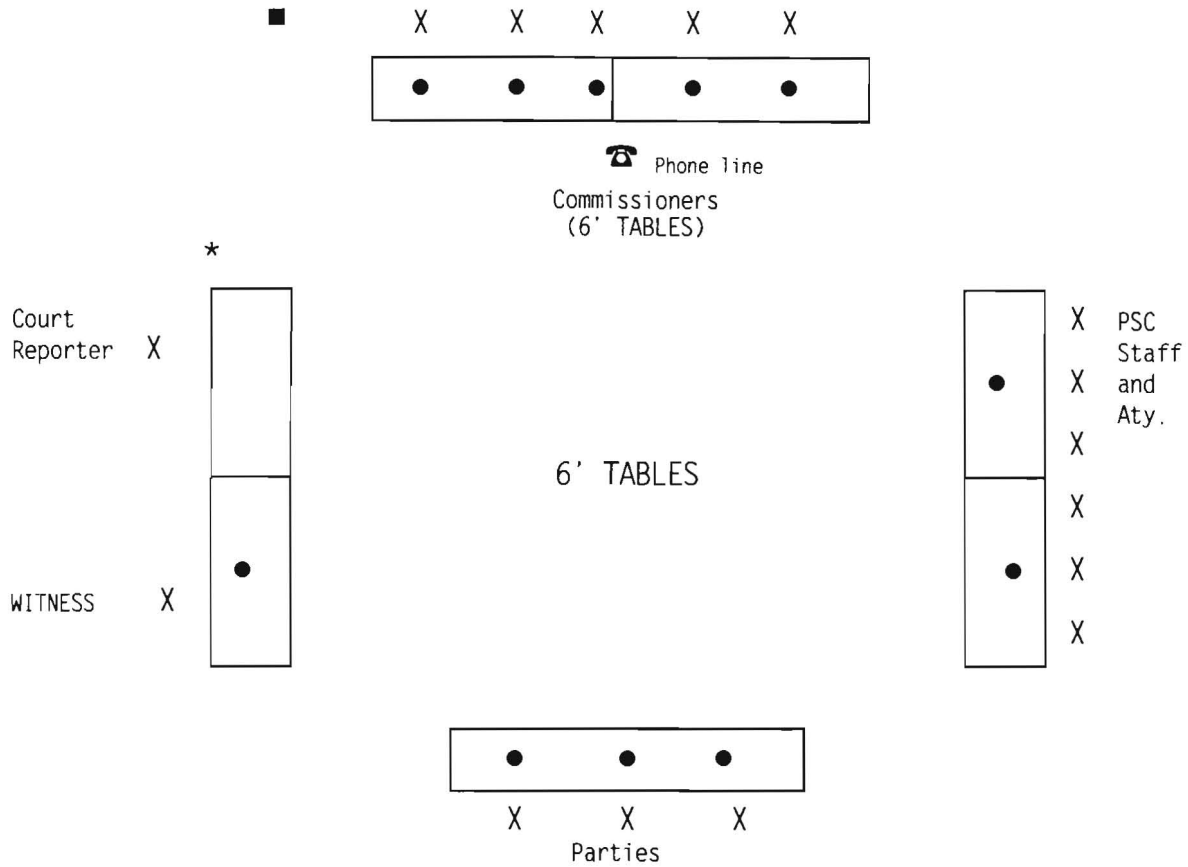 ■ X X X X X
☎ Phone line
Commissioners
(6' TABLES)
*
Court
Reporter X
X PSC
Staff
X and
Aty.
X
6' TABLES
X
X
WITNESS X
X
X X X
Parties